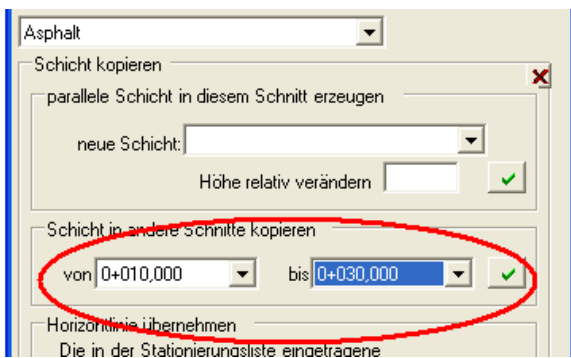 Asphalt
Schicht kopieren
parallele Schicht in diesem Schnitt erzeugen
neue Schicht:
Höhe relativ verändern
Schicht in andere Schnitte kopieren
von 0+010,000 bis 0+030,000
Horizontlinie übernehmen
Die in der Stationierungsliste eingetragene